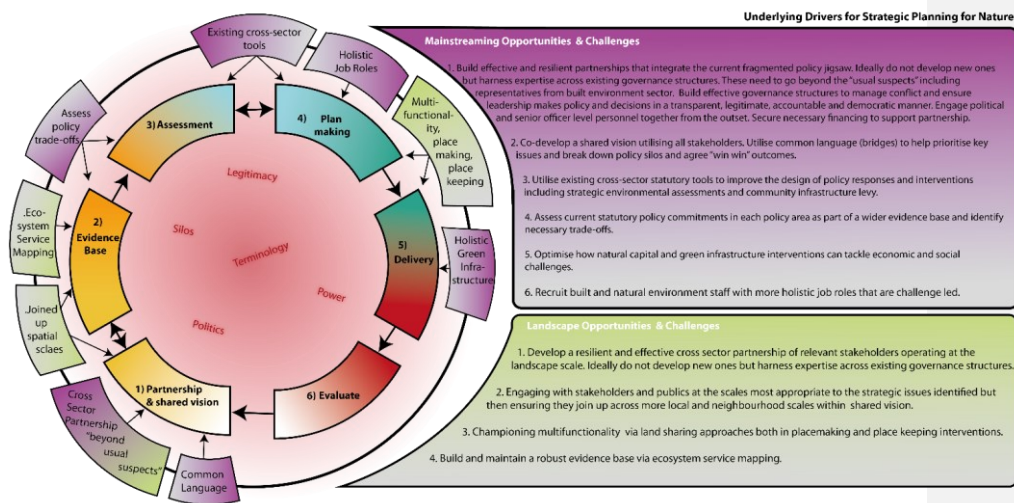 Underlying Drivers for Strategic Planning for Nature
Existing cross-sector
tools
Holistic
Job Roles
Multi-
functionality,
place
making,
place
keeping
Holistic
Green
Infra-
structure
Assess
policy
trade-offs
.Eco-
system
Service
Mapping
.Joined
up
spatial
sclaes
Cross
Sector
Partnership
"beyond
usual
suspects"
Common
Language
3) Assessment
4) Plan
making
5)
Delivery
6) Evaluate
1) Partnership
& shared vision
2)
Evidence
Base
Legitimacy
Silos
Terminology
Power
Politics
Mainstreaming Opportunities & Challenges
1. Build effective and resilient partnerships that integrate the current fragmented policy jigsaw. Ideally do not develop new ones
but harness expertise across existing governance structures. These need to go beyond the "usual suspects" including
representatives from built environment sector. Build effective governance structures to manage conflict and ensure
leadership makes policy and decisions in a transparent, legitimate, accountable and democratic manner. Engage political
and senior officer level personnel together from the outset. Secure necessary financing to support partnership.
2. Co-develop a shared vision utilising all stakeholders. Utilise common language (bridges) to help prioritise key
issues and break down policy silos and agree "win win" outcomes.
3. Utilise existing cross-sector statutory tools to improve the design of policy responses and interventions
including strategic environmental assessments and community infrastructure levy.
4. Assess current statutory policy commitments in each policy area as part of a wider evidence base and identify
necessary trade-offs.
5. Optimise how natural capital and green infrastructure interventions can tackle economic and social
challenges.
6. Recruit built and natural environment staff with more holistic job roles that are challenge led.
Landscape Opportunities & Challenges
1. Develop a resilient and effective cross sector partnership of relevant stakeholders operating at the
landscape scale. Ideally do not develop new ones but harness expertise across existing governance structures.
2. Engaging with stakeholders and publics at the scales most appropriate to the strategic issues identified but
then ensuring they join up across more local and neighbourhood scales within shared vision.
3. Championing multifunctionality via land sharing approaches both in placemaking and place keeping interventions.
4. Build and maintain a robust evidence base via ecosystem service mapping.